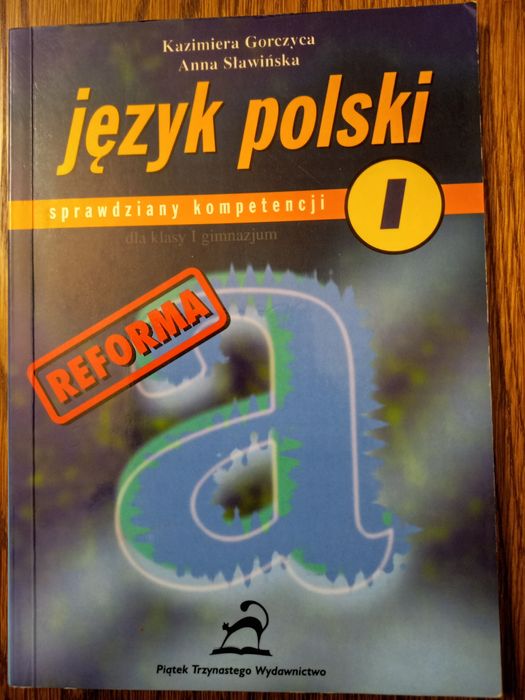 Kazimiera Gorczyca
Anna Sławińska
język polski
sprawdziany kompetencji
I
dla klasy I gimnazjum
REFORMA
a
Piątek Trzynastego Wydawnictwo